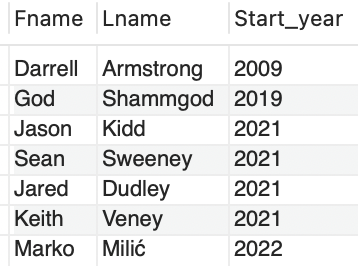 Fname Lname Start_year
Darrell Armstrong 2009
God Shammgod 2019
Jason Kidd 2021
Sean Sweeney 2021
Jared Dudley 2021
Keith Veney 2021
Marko Milić 2022